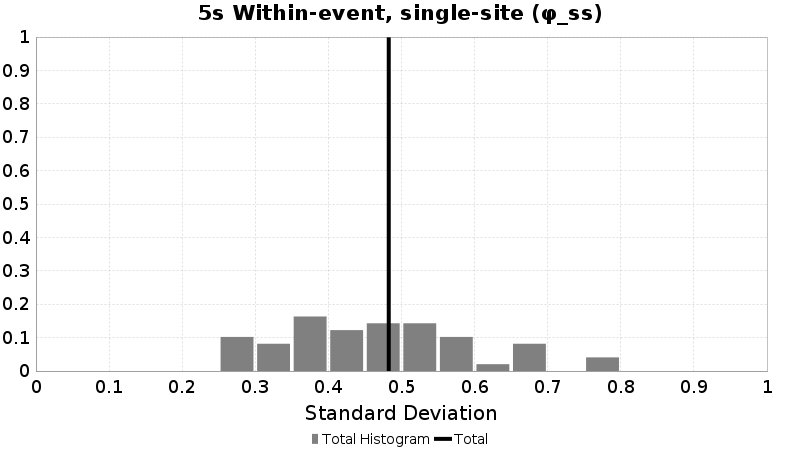 5s Within-event, single-site (φ_ss)
1
0.9
0.8
0.7
0.6
0.5
0.4
0.3
0.2
0.1
0
0 0.1 0.2 0.3 0.4 0.5 0.6 0.7 0.8 0.9 1
Standard Deviation
Total Histogram Total